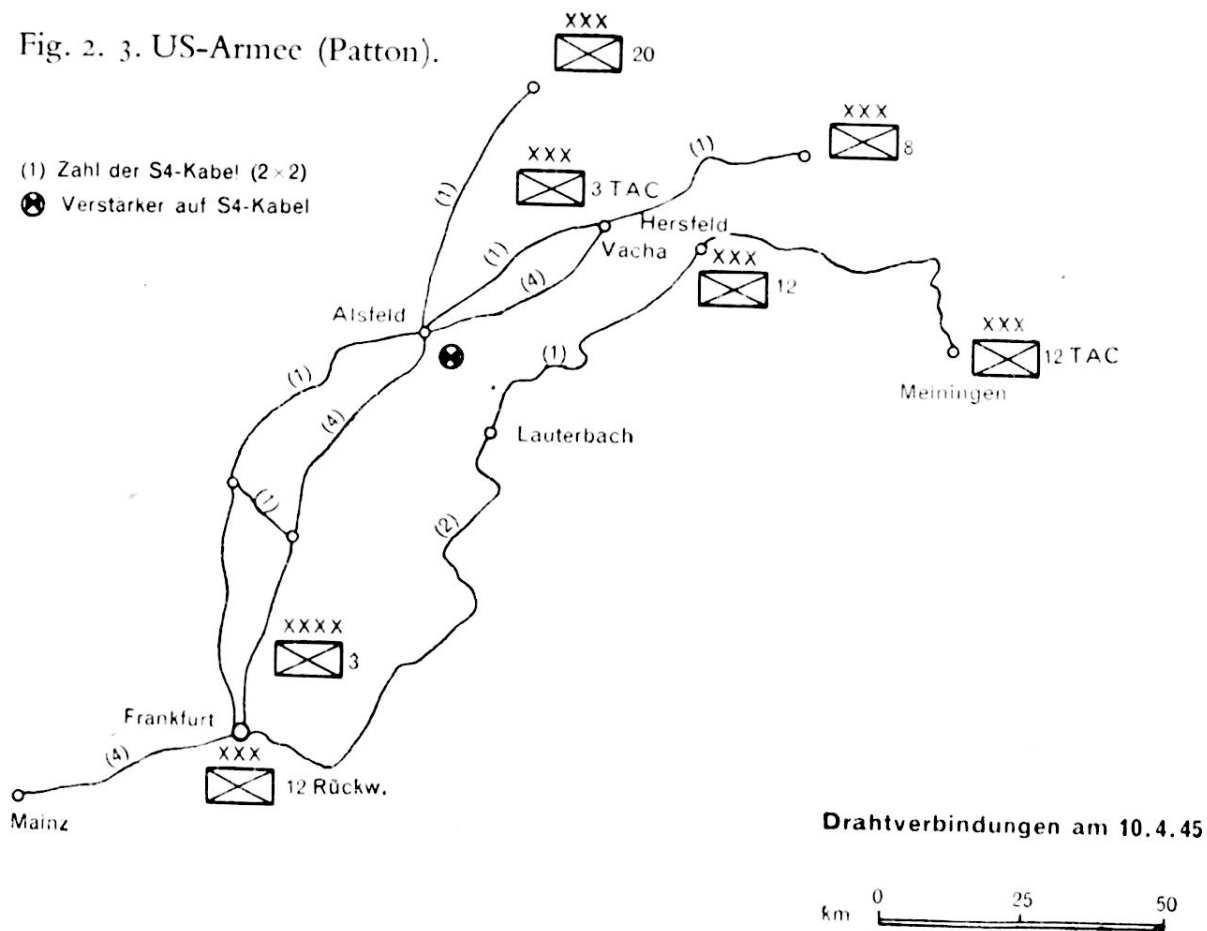 Fig. 2. 3. US-Armee (Patton).
XXX
20
(1) Zahl der S4-Kabel (2 × 2)
Verstärker auf S4-Kabel
XXX
8
(1)
XXX
3 TAC
(1)
Hersfeld
Vacha
(1)
(4)
XXX
12
Alsfeld
XXX
12 TAC
Meiningen
(1)
(1)
(4)
Lauterbach
(1)
(2)
XXXX
3
Frankfurt
(4)
XXX
12 Rückw.
Mainz
Drahtverbindungen am 10.4.45
km 0 25 50